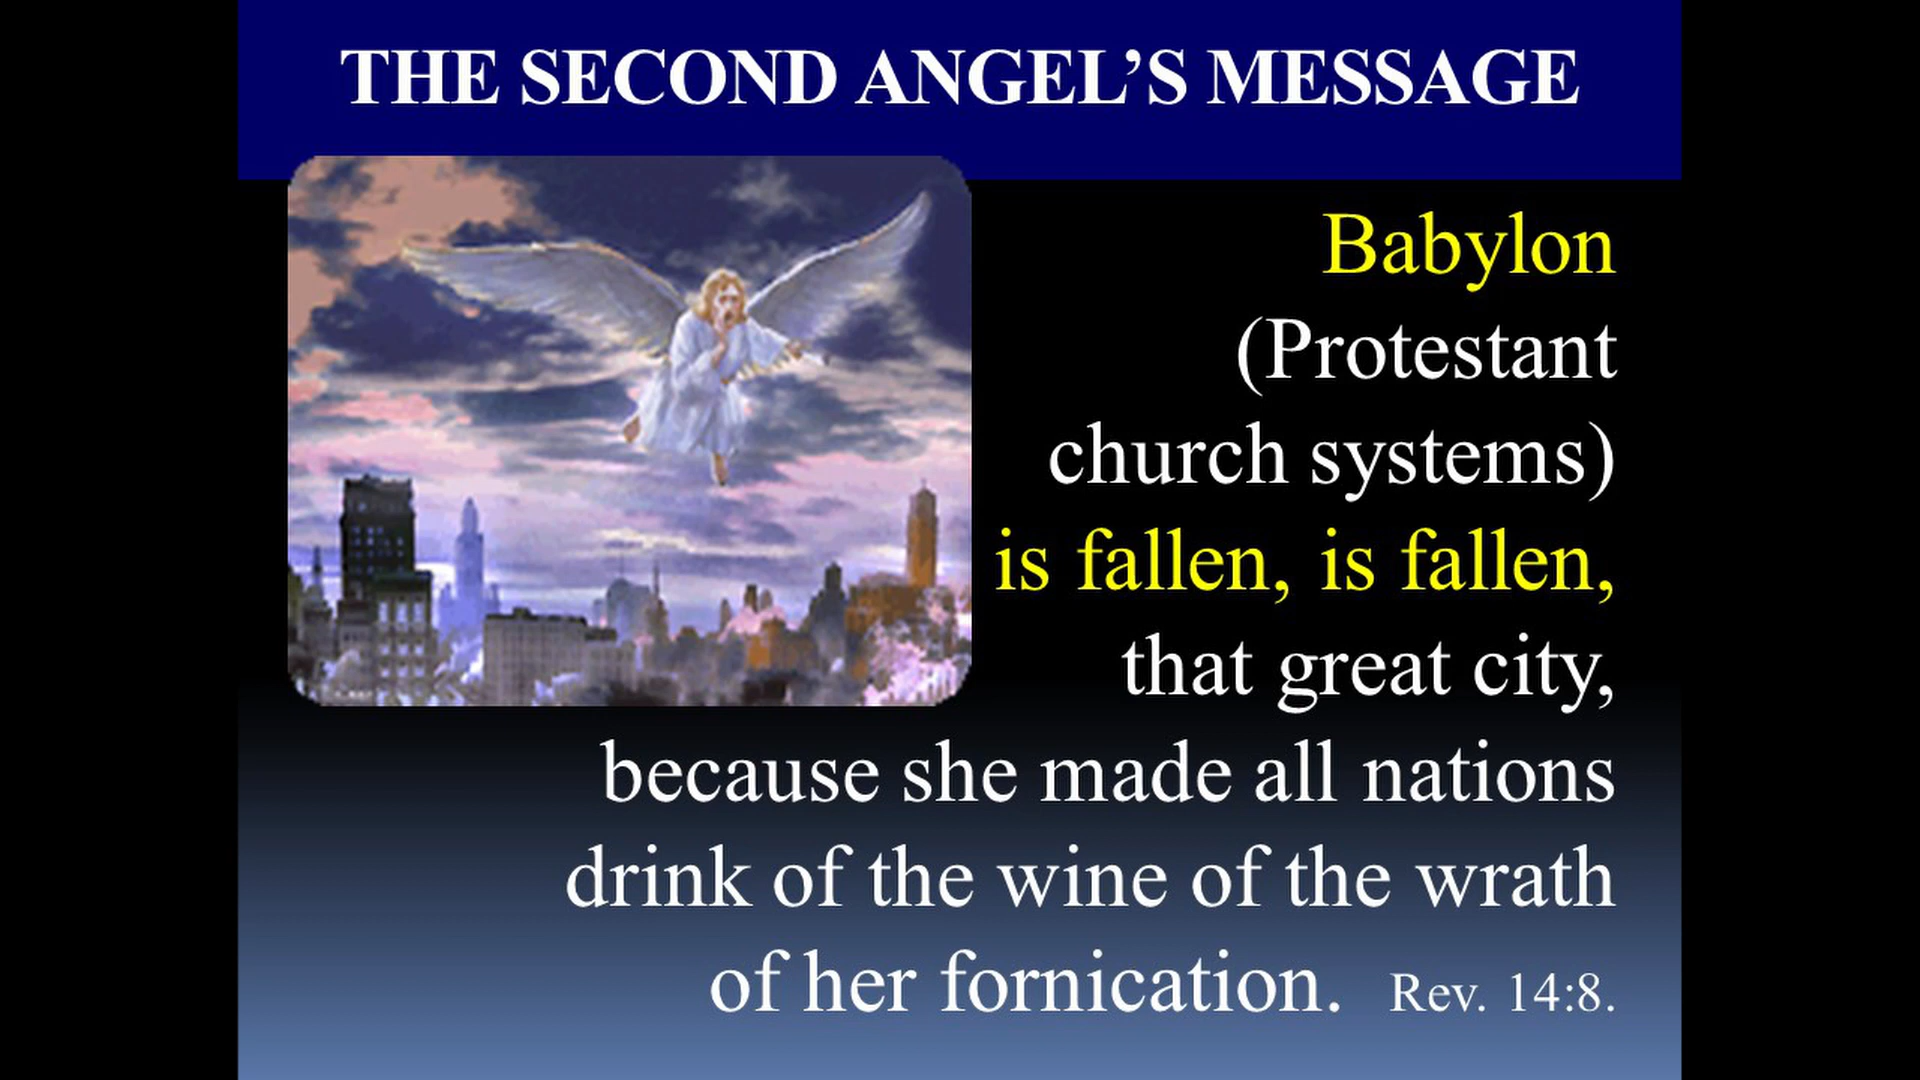 THE SECOND ANGEL’S MESSAGE
Babylon
(Protestant
church systems)
is fallen, is fallen,
that great city,
because she made all nations
drink of the wine of the wrath
of her fornication. Rev. 14:8.